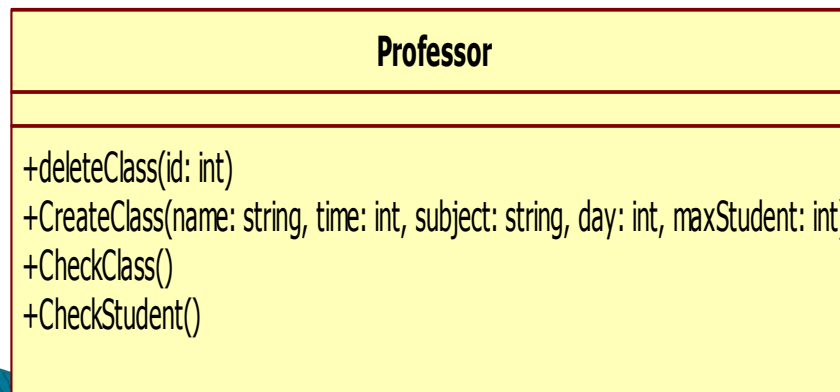 Professor
+deleteClass(id: int)
+CreateClass(name: string, time: int, subject: string, day: int, maxStudent: int)
+CheckClass()
+CheckStudent()